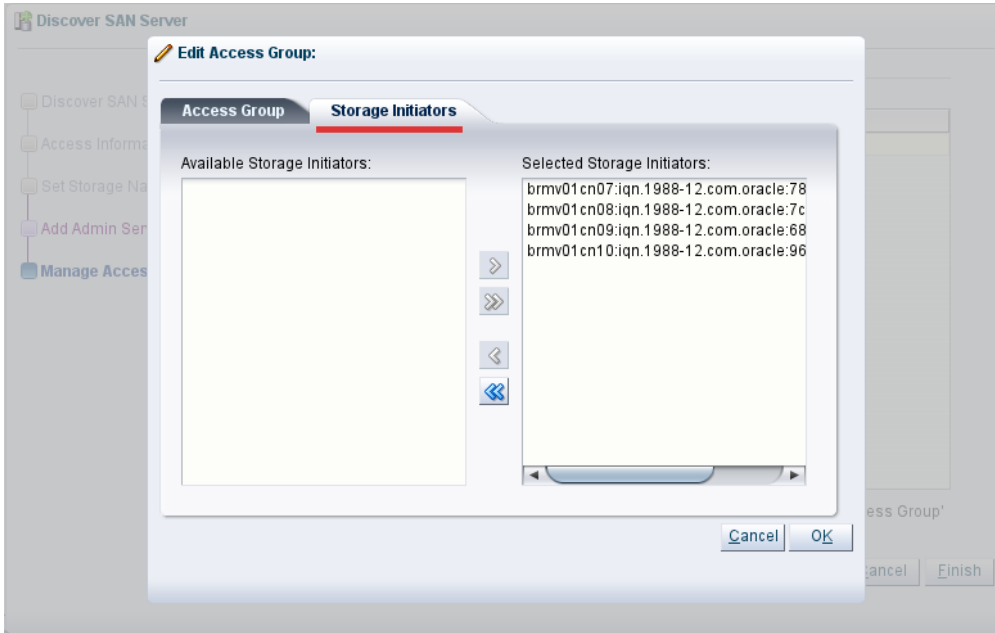 Discover SAN Server
Edit Access Group:
Discover SAN S
Access Informa
Set Storage Na
Add Admin Ser
Manage Acces
Access Group
Storage Initiators
Available Storage Initiators:
Selected Storage Initiators:
brmv01cn07:iqn.1988-12.com.oracle:78
brmv01cn08:iqn.1988-12.com.oracle:7c
brmv01cn09:iqn.1988-12.com.oracle:68
brmv01cn10:iqn.1988-12.com.oracle:96
ess Group'
Cancel
OK
ancel
Finish